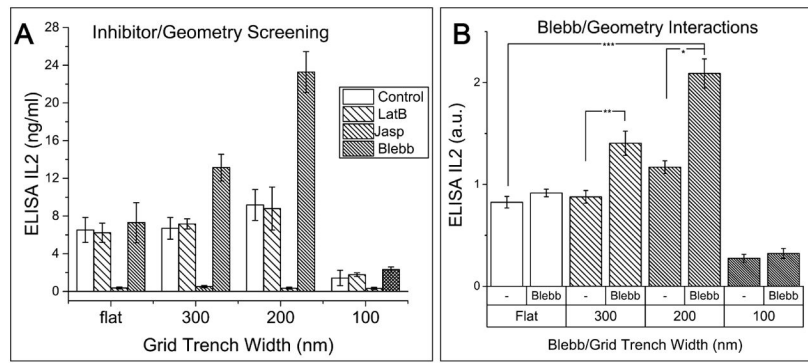 A
Inhibitor/Geometry Screening
Control
LatB
Jasp
Blebb
ELISA IL2 (ng/ml)
28
24
20
16
12
8
4
0
flat 300 200 100
Grid Trench Width (nm)
B
Blebb/Geometry Interactions
***
*
**
ELISA IL2 (a.u.)
2
1
0
- Blebb - Blebb - Blebb - Blebb
Flat 300 200 100
Blebb/Grid Trench Width (nm)